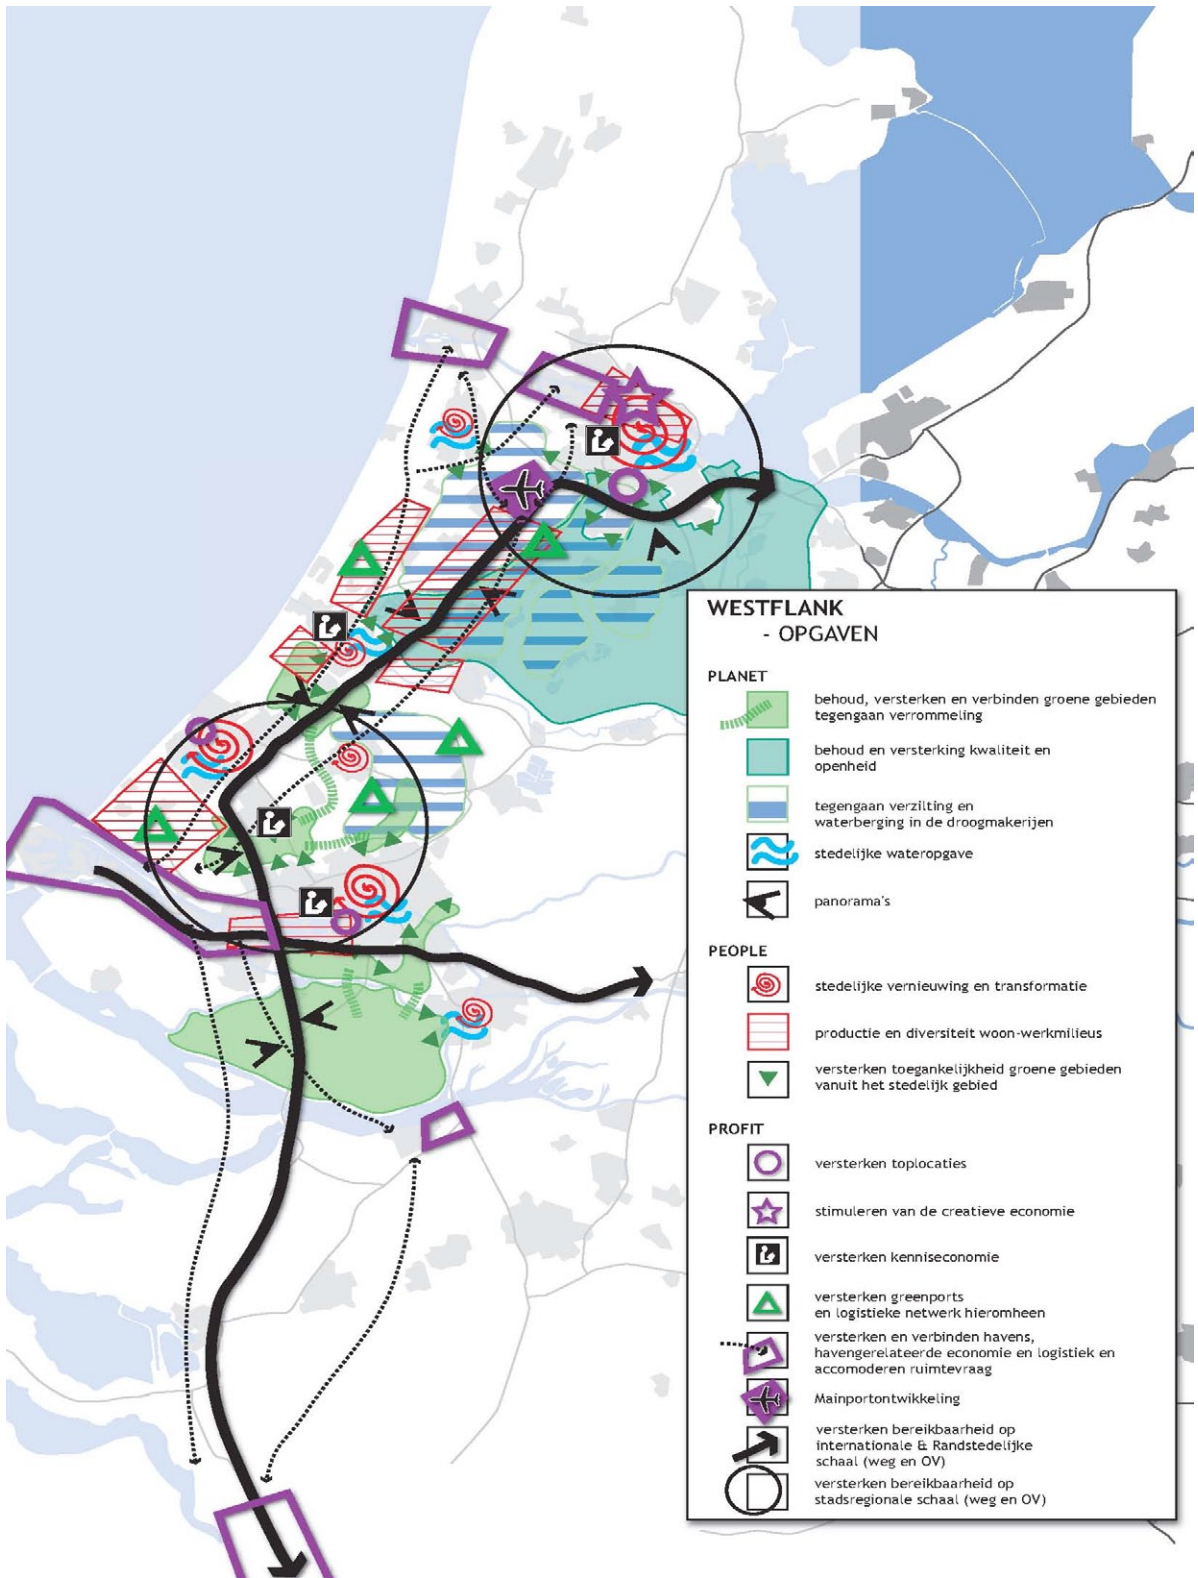 WESTFLANK
- OPGAVEN
PLANET
behoud, versterken en verbinden groene gebieden
tegengaan verrommeling
behoud en versterking kwaliteit en
openheid
tegengaan verzilting en
waterberging in de droogmakerijen
stedelijke wateropgave
panorama's
PEOPLE
stedelijke vernieuwing en transformatie
productie en diversiteit woon-werkmilieus
versterken toegankelijkheid groene gebieden
vanuit het stedelijk gebied
PROFIT
versterken toplocaties
stimuleren van de creatieve economie
versterken kenniseconomie
versterken greenports
en logistieke netwerk hieromheen
versterken en verbinden havens,
havengerelateerde economie en logistiek en
accomoderen ruimtevraag
Mainportontwikkeling
versterken bereikbaarheid op
internationale & Randstedelijke
schaal (weg en OV)
versterken bereikbaarheid op
stadsregionale schaal (weg en OV)